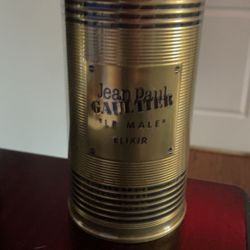 Jean Paul
GAULTIER
"LE MALE"
ELIXIR